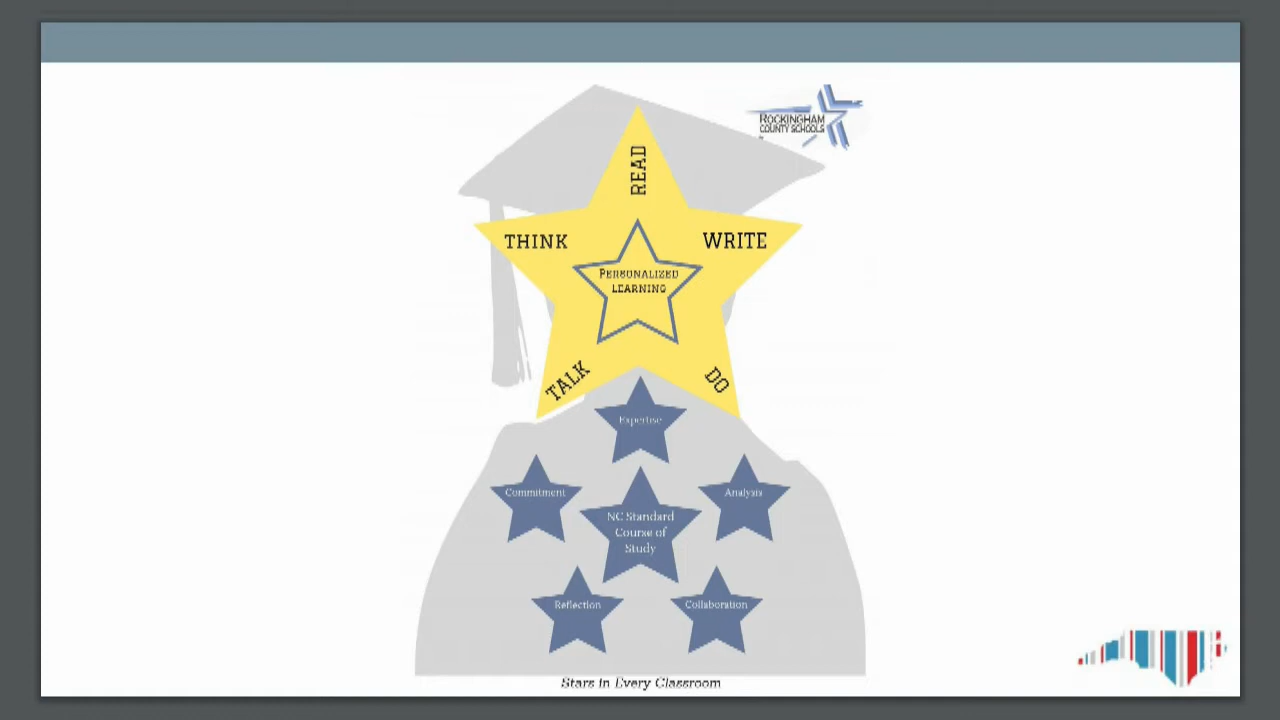 ROCKINGHAM
COUNTY SCHOOLS
READ
THINK
WRITE
PERSONALIZED
LEARNING
TALK
DO
Expertise
Commitment
Analysis
NC Standard
Course of
Study
Reflection
Collaboration
Stars in Every Classroom